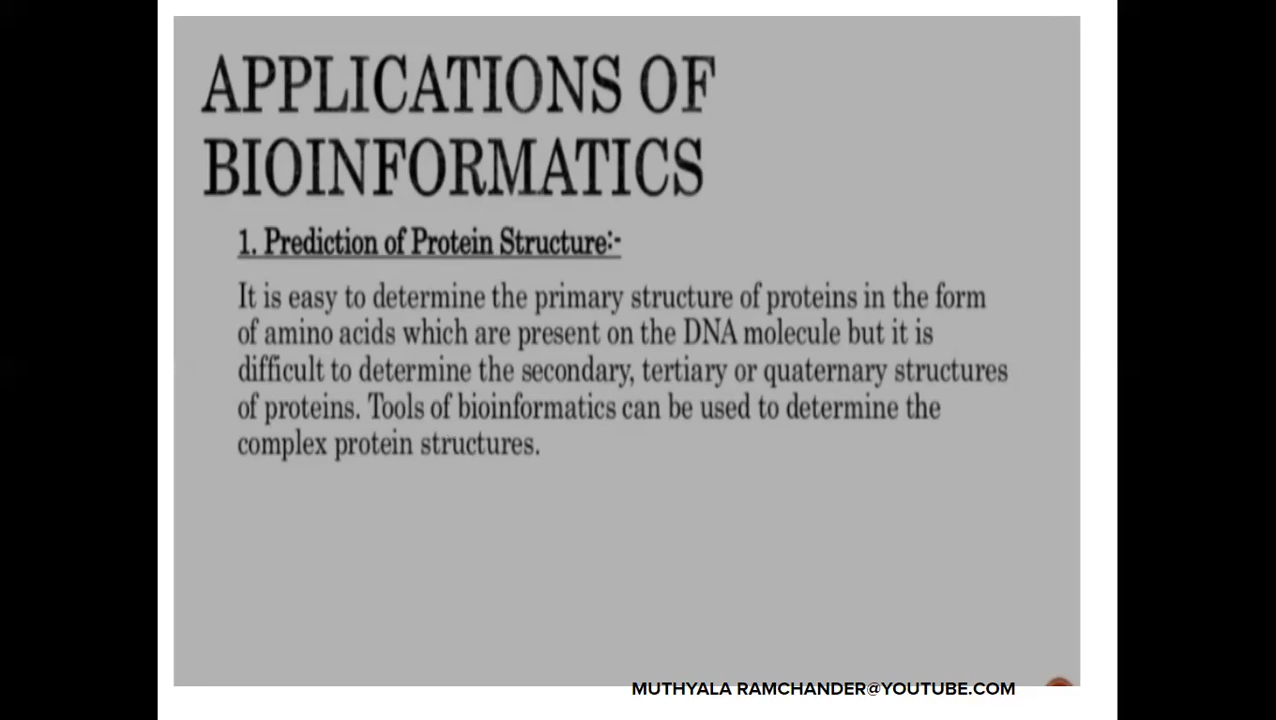 APPLICATIONS OF
BIOINFORMATICS
1. Prediction of Protein Structure:-
It is easy to determine the primary structure of proteins in the form
of amino acids which are present on the DNA molecule but it is
difficult to determine the secondary, tertiary or quaternary structures
of proteins. Tools of bioinformatics can be used to determine the
complex protein structures.
MUTHYALA RAMCHANDER@YOUTUBE.COM